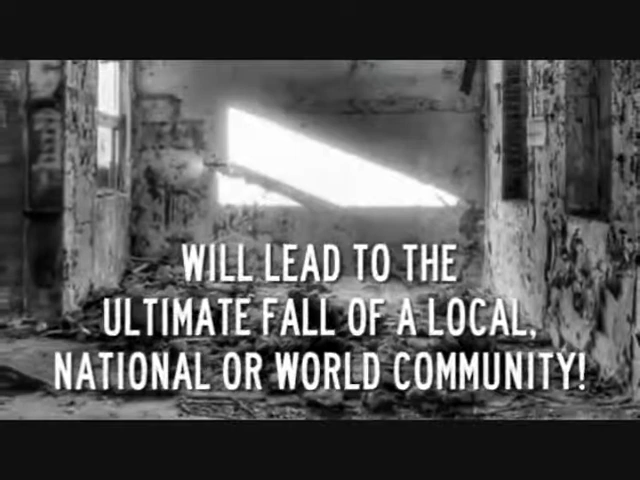 WILL LEAD TO THE
ULTIMATE FALL OF A LOCAL,
NATIONAL OR WORLD COMMUNITY!